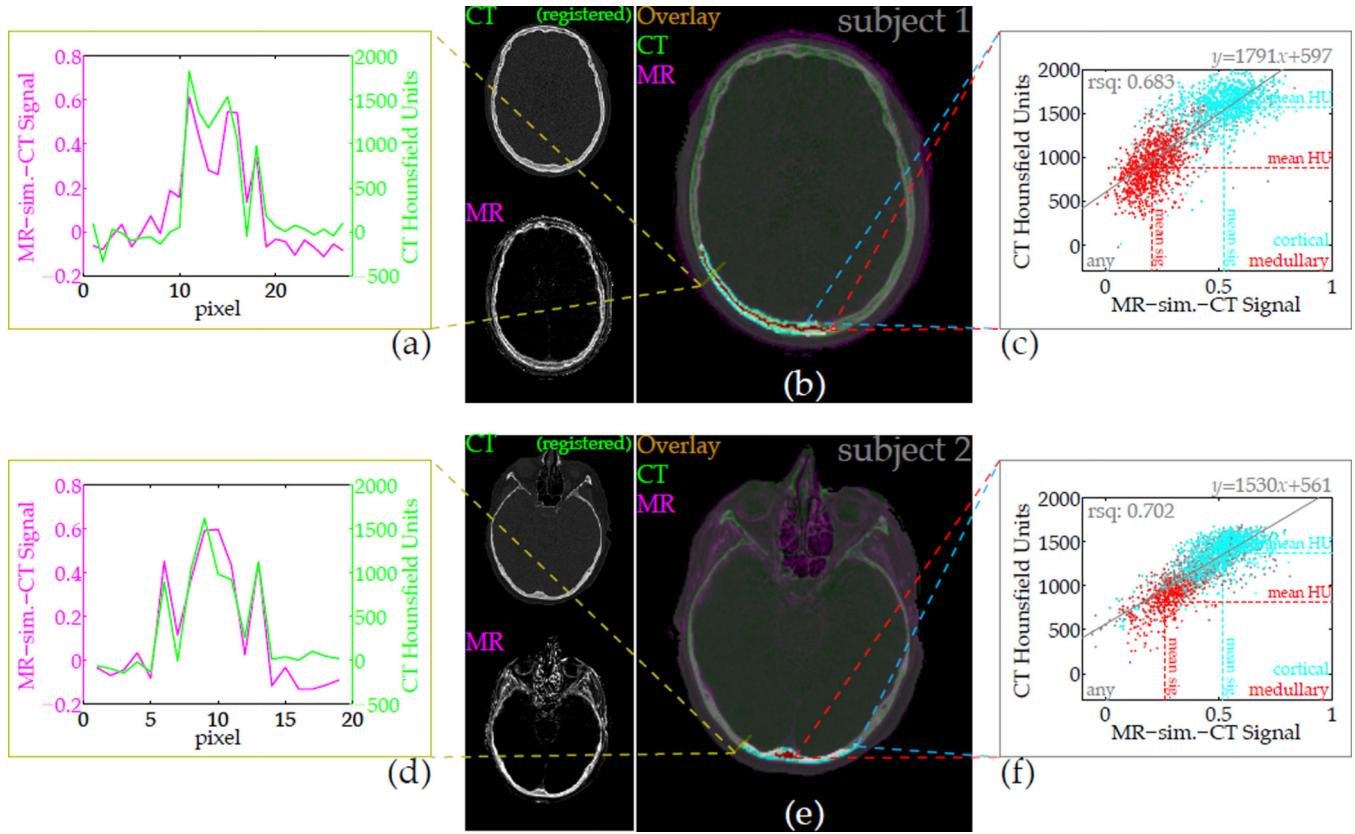 CT (registered)
MR
Overlay
CT
MR
subject 1
(b)
0.8
0.6
0.4
0.2
0
−0.2
MR−sim.−CT Signal
2000
1500
1000
500
0
−500
CT Hounsfield Units
0 10 20
pixel
(a)
y=1791x+597
rsq: 0.683
2000
1500
1000
500
0
CT Hounsfield Units
mean HU
mean HU
mean sig.
mean sig.
cortical
medullary
any
0 0.5 1
MR−sim.−CT Signal
(c)
CT (registered)
MR
Overlay
CT
MR
subject 2
(e)
0.8
0.6
0.4
0.2
0
−0.2
MR−sim.−CT Signal
2000
1500
1000
500
0
−500
CT Hounsfield Units
0 5 10 15 20
pixel
(d)
y=1530x+561
rsq: 0.702
2000
1500
1000
500
0
CT Hounsfield Units
mean HU
mean HU
mean sig.
mean sig.
cortical
medullary
any
0 0.5 1
MR−sim.−CT Signal
(f)